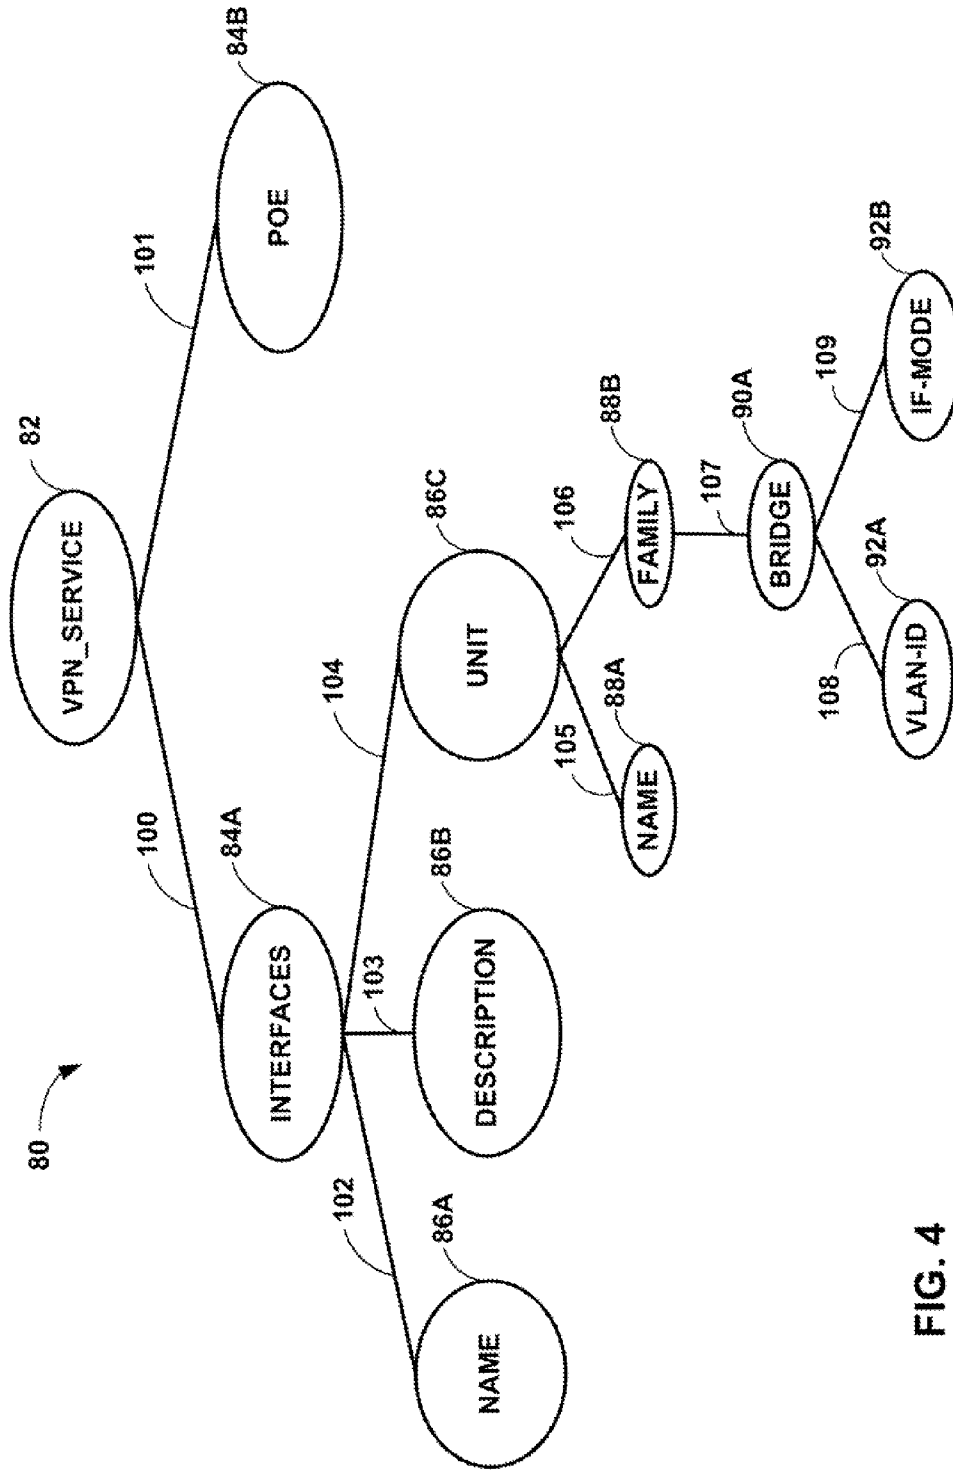 80
82
VPN_SERVICE
100
101
84A
INTERFACES
84B
POE
102
103
104
86A
NAME
86B
DESCRIPTION
86C
UNIT
105
106
88A
NAME
88B
FAMILY
107
90A
BRIDGE
108
109
92A
VLAN-ID
92B
IF-MODE
FIG. 4